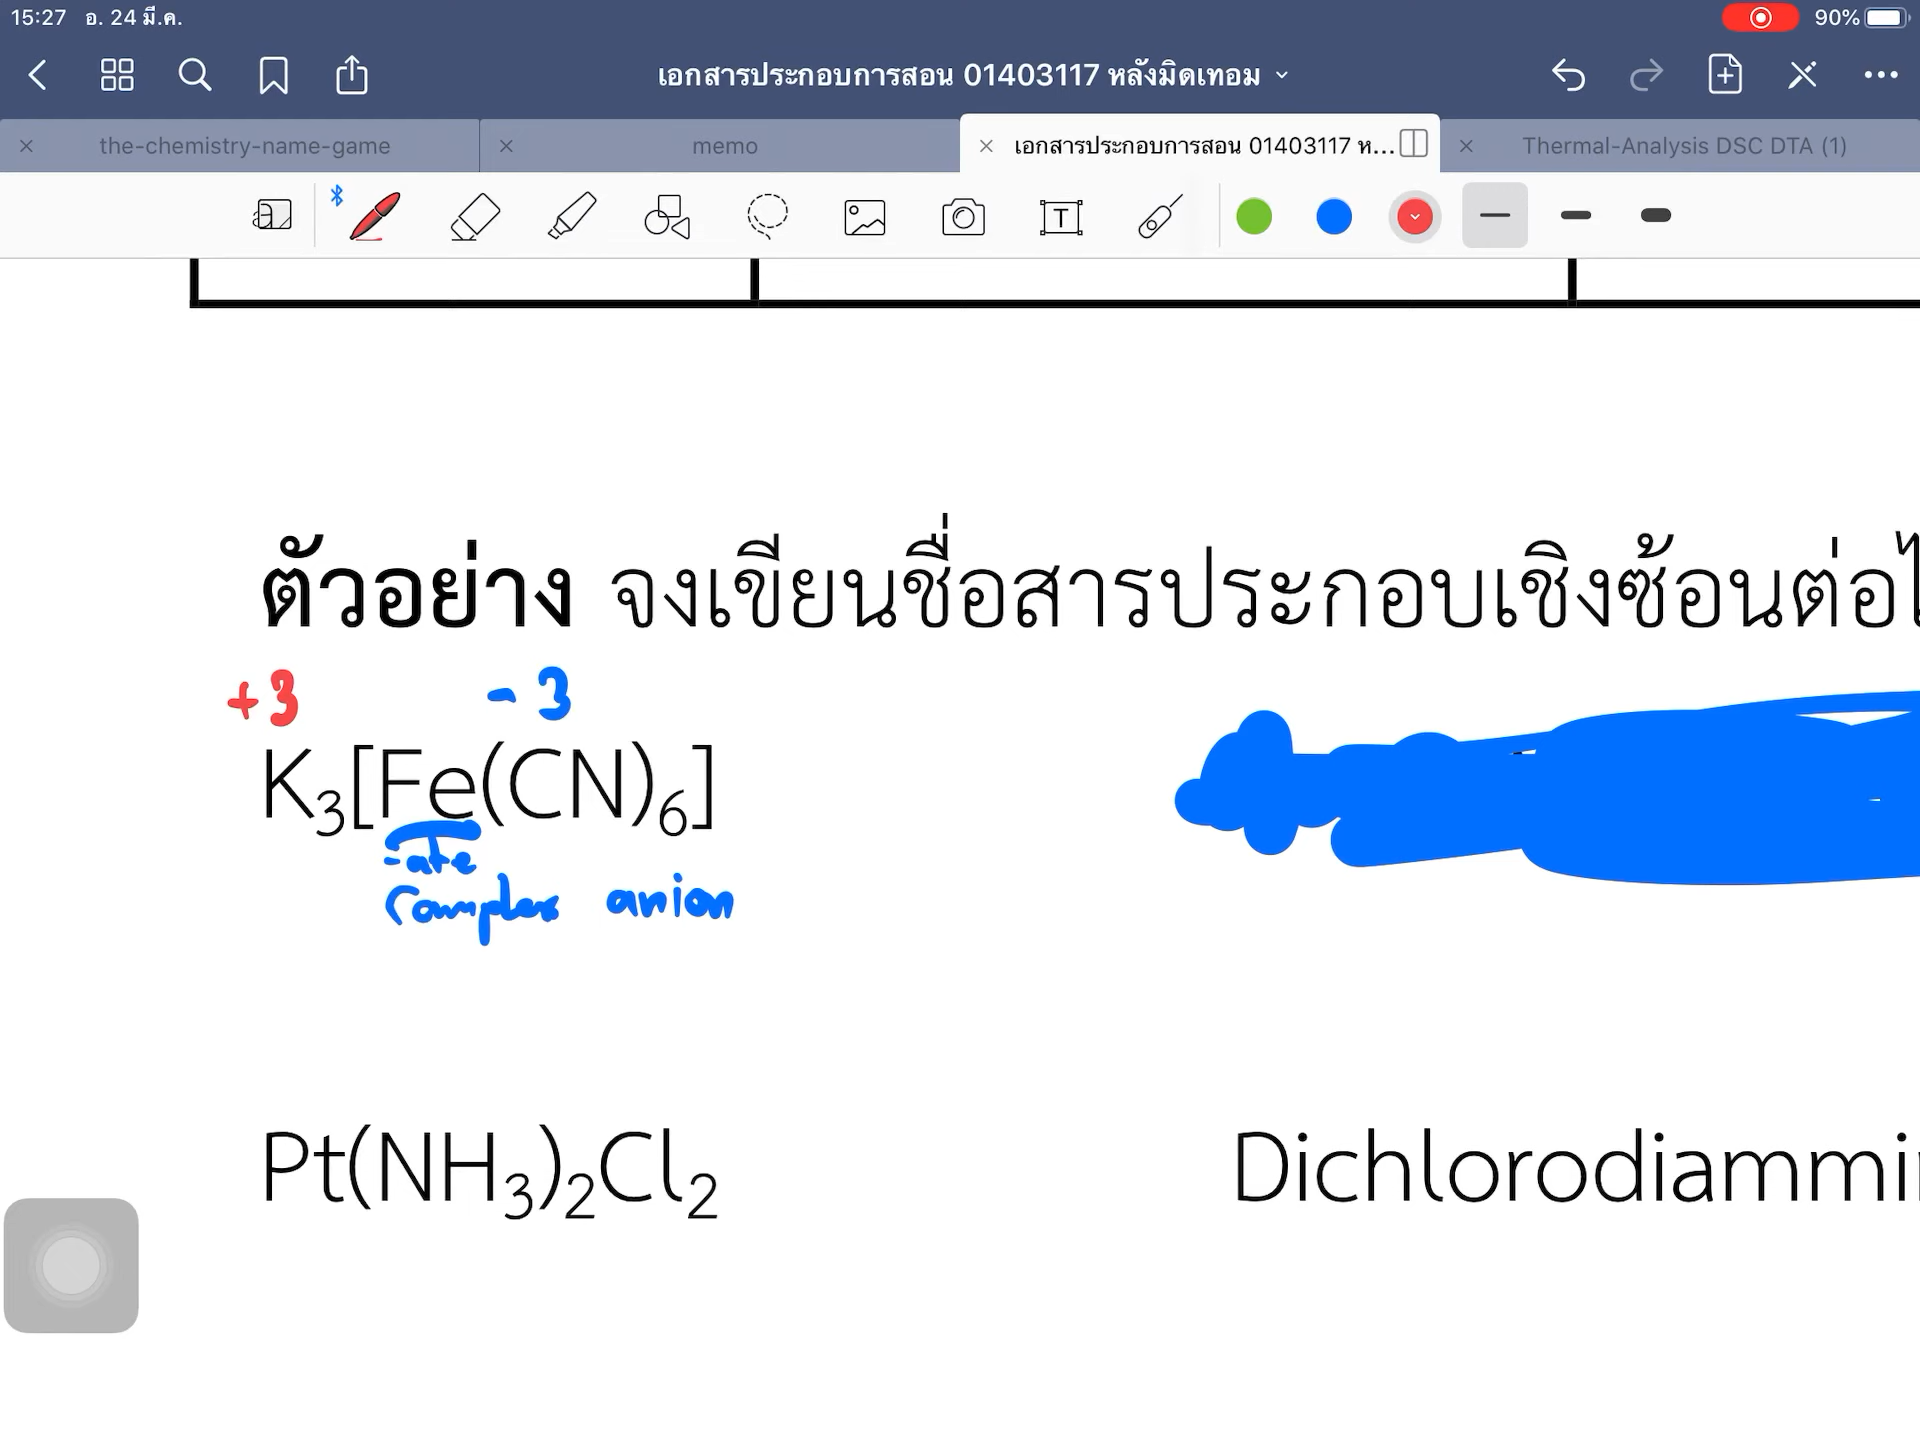 15:27 อ. 24 มี.ค. 90%
เอกสารประกอบการสอน 01403117 หลังมิดเทอม
the-chemistry-name-game memo เอกสารประกอบการสอน 01403117 ห... Thermal-Analysis DSC DTA (1)
ตัวอย่าง จงเขียนชื่อสารประกอบเชิงซ้อนต่อไ
+3 - 3
K₃[Fe(CN)₆]
-ate
Complex anion
Pt(NH₃)₂Cl₂ Dichlorodiammi